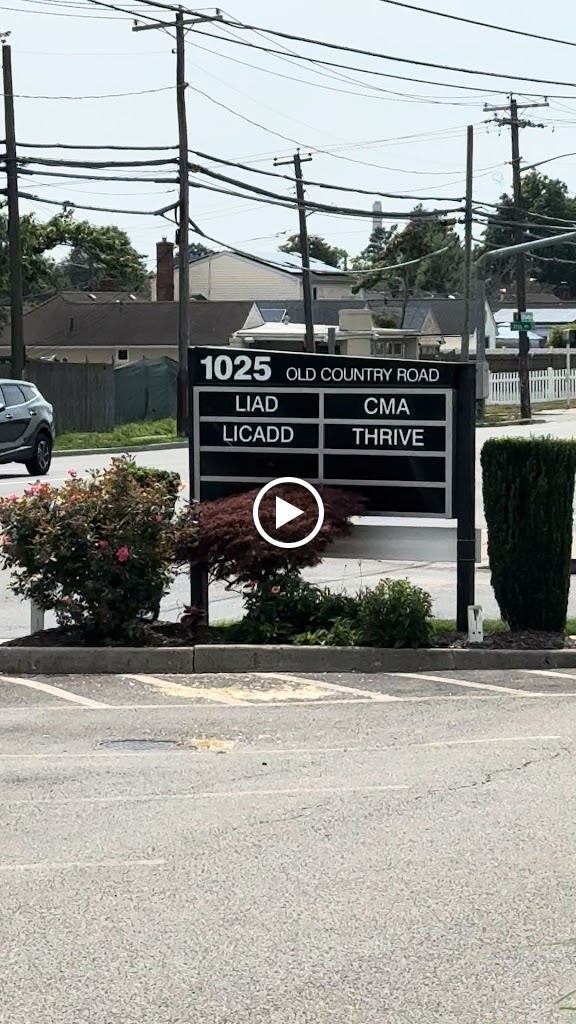 1025 OLD COUNTRY ROAD
LIAD CMA
LICADD THRIVE